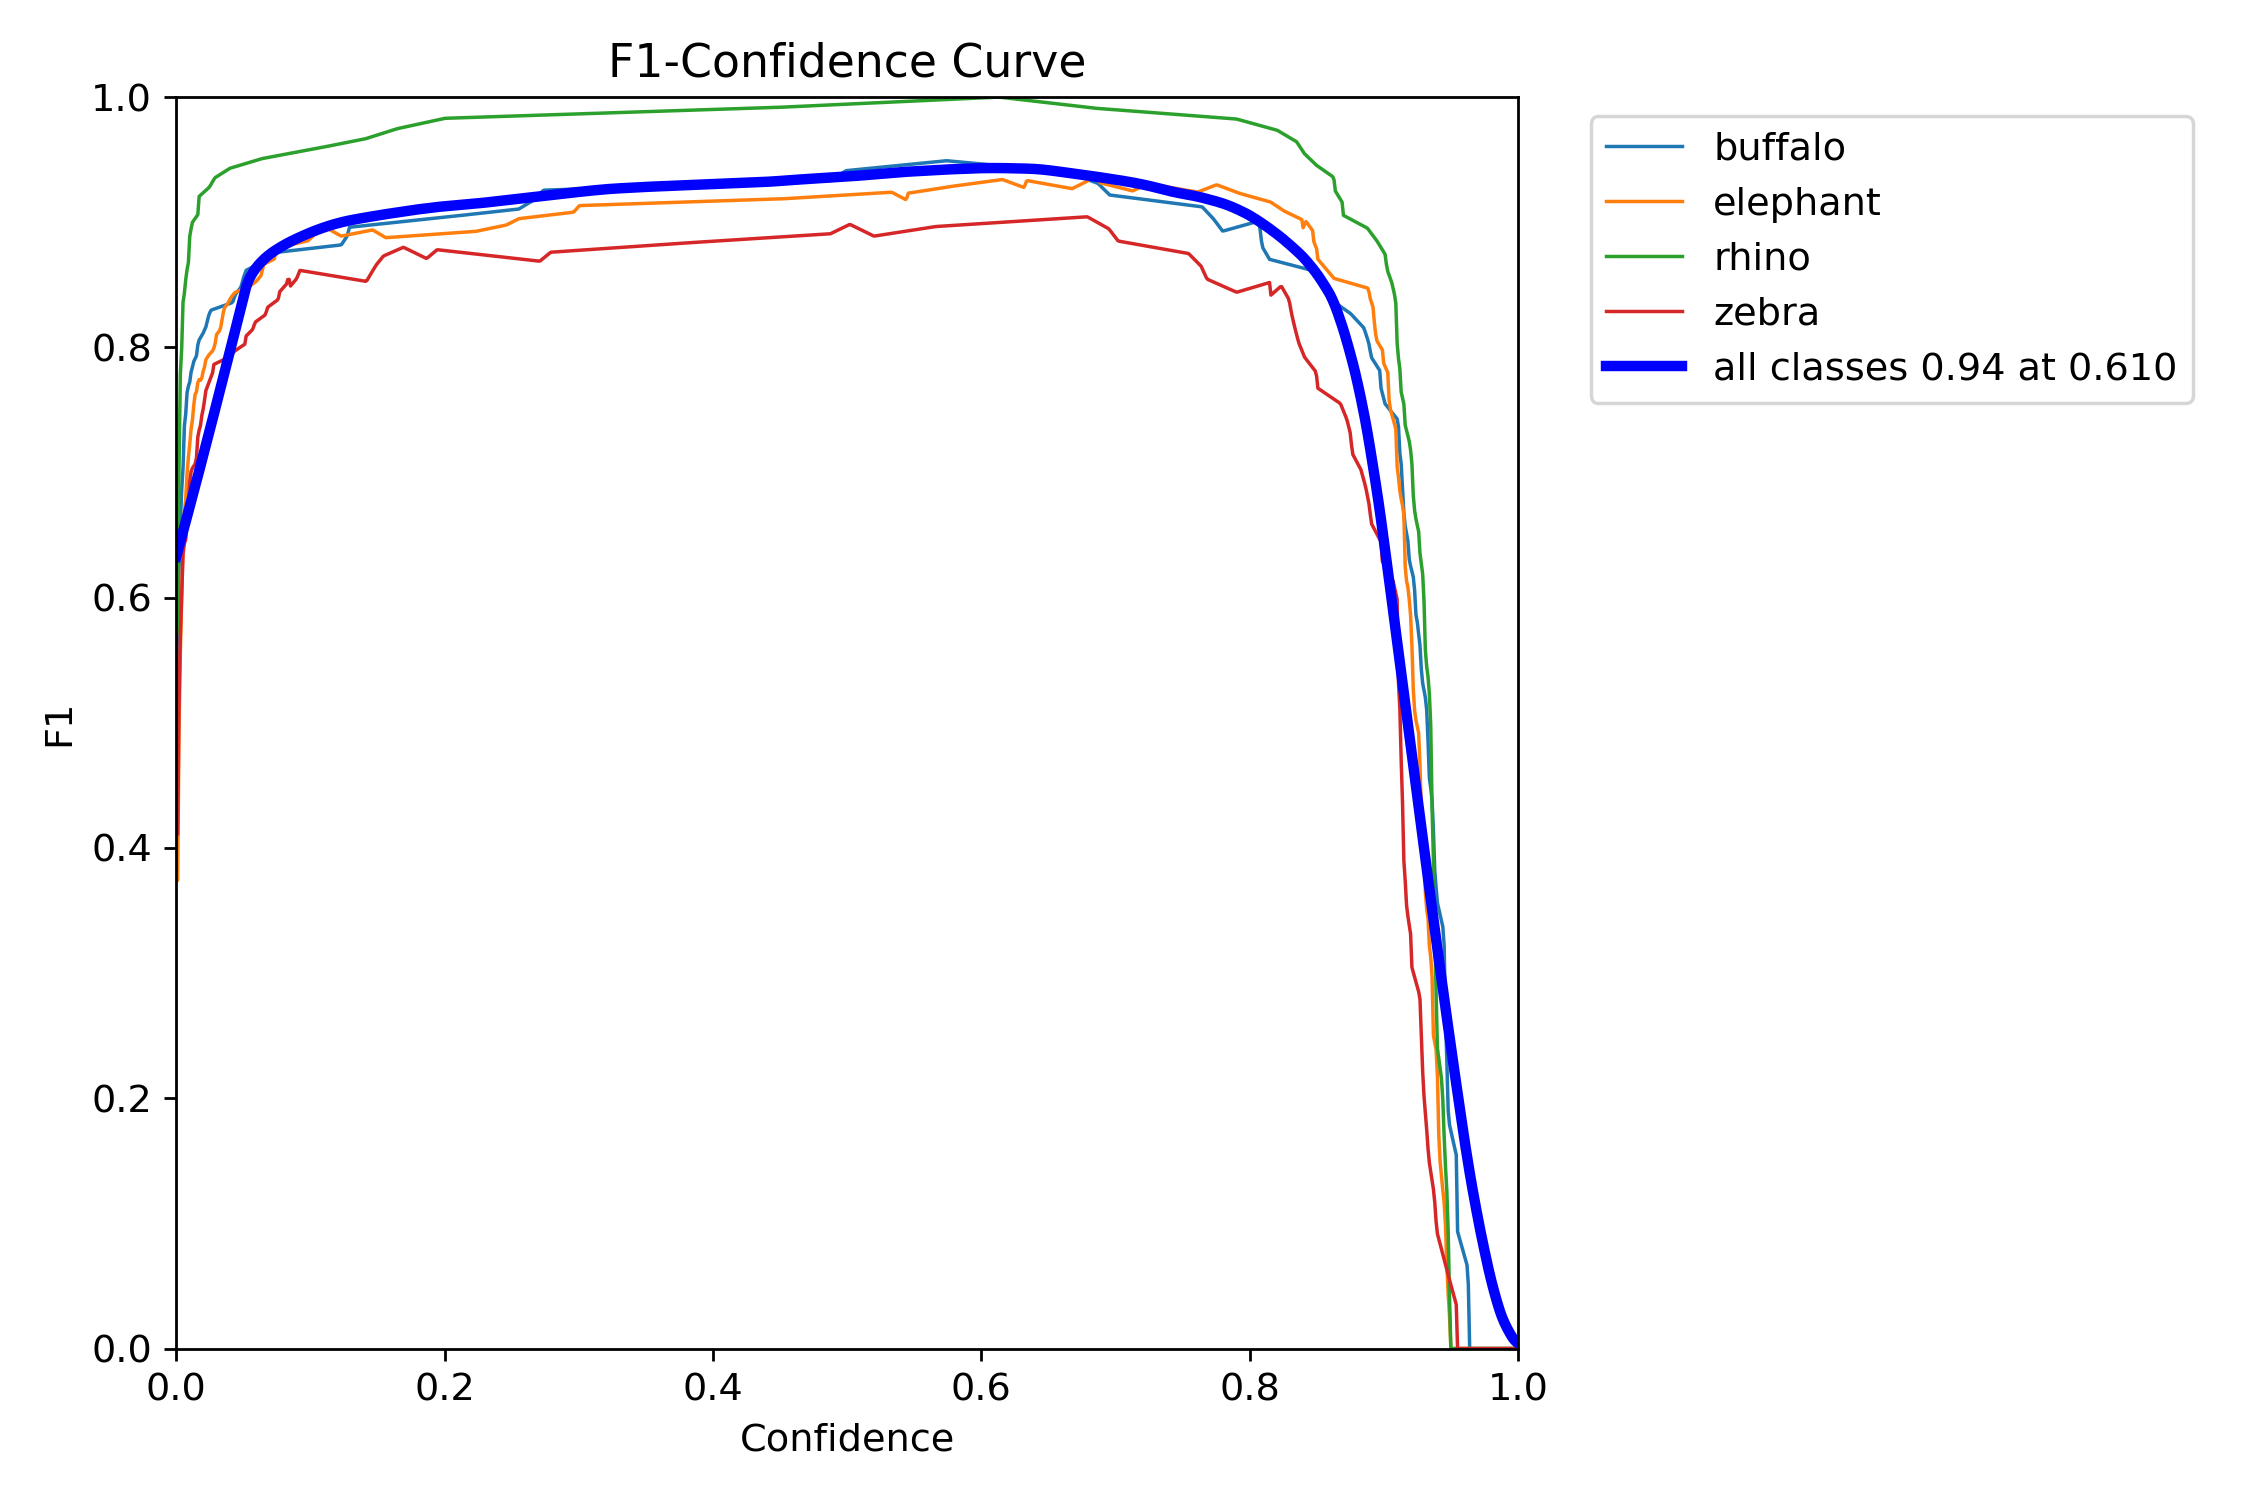 F1-Confidence Curve
1.0
0.8
0.6
0.4
0.2
0.0
F1
0.0 0.2 0.4 0.6 0.8 1.0
Confidence
buffalo
elephant
rhino
zebra
all classes 0.94 at 0.610